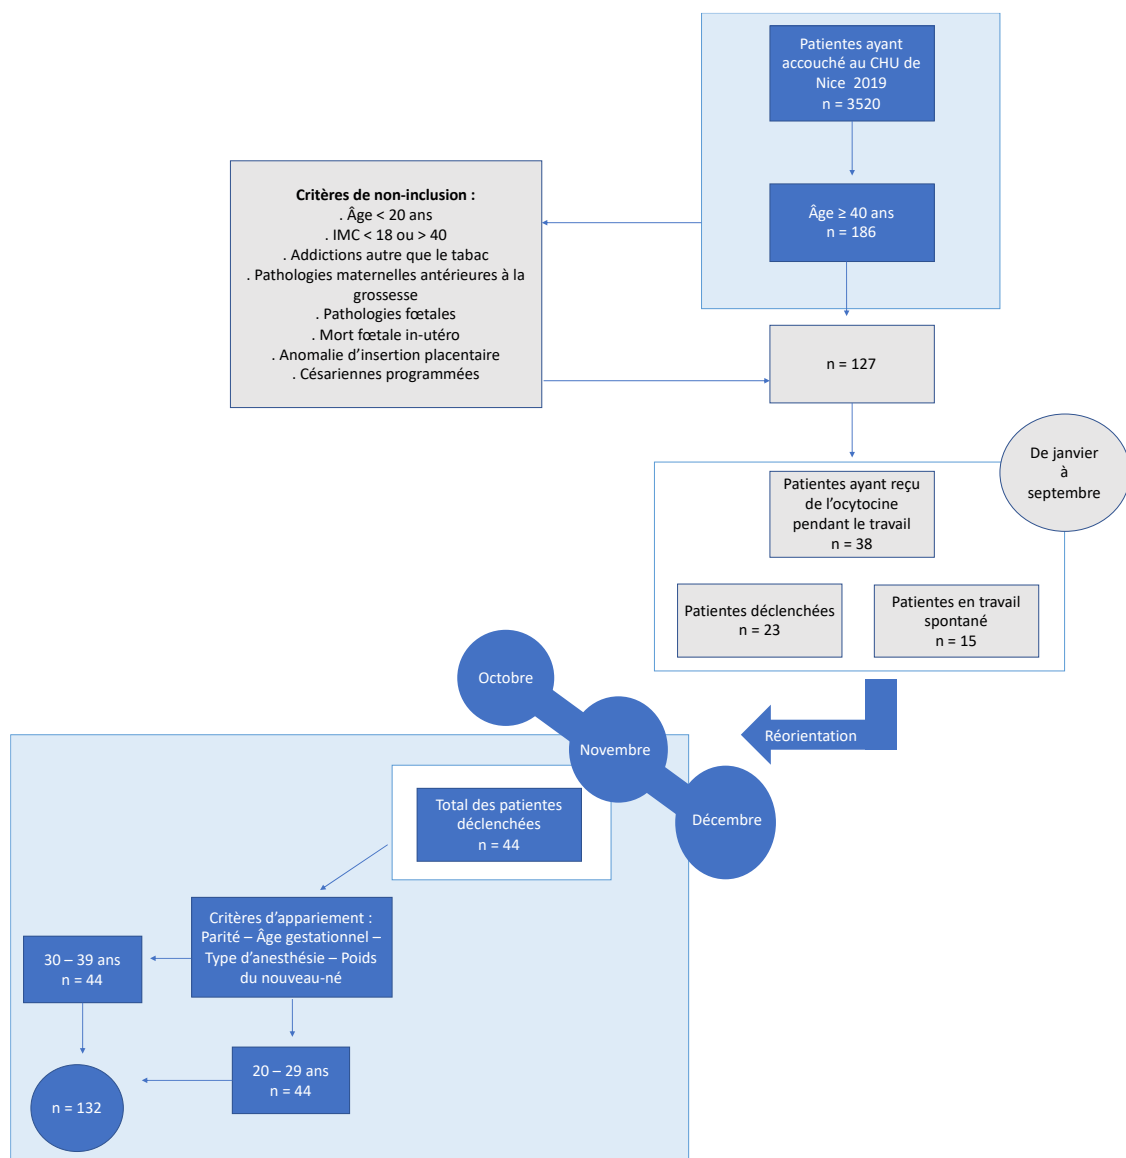 Patientes ayant
accouché au CHU de
Nice 2019
n = 3520
Âge ≥ 40 ans
n = 186
Critères de non-inclusion :
. Âge < 20 ans
. IMC < 18 ou > 40
. Addictions autre que le tabac
. Pathologies maternelles antérieures à la
grossesse
. Pathologies fœtales
. Mort fœtale in-utéro
. Anomalie d’insertion placentaire
. Césariennes programmées
n = 127
De janvier
à
septembre
Patientes ayant reçu
de l’ocytocine
pendant le travail
n = 38
Patientes déclenchées
n = 23
Patientes en travail
spontané
n = 15
Octobre
Novembre
Décembre
Réorientation
Total des patientes
déclenchées
n = 44
Critères d’appariement :
Parité – Âge gestationnel –
Type d’anesthésie – Poids
du nouveau-né
30 – 39 ans
n = 44
20 – 29 ans
n = 44
n = 132